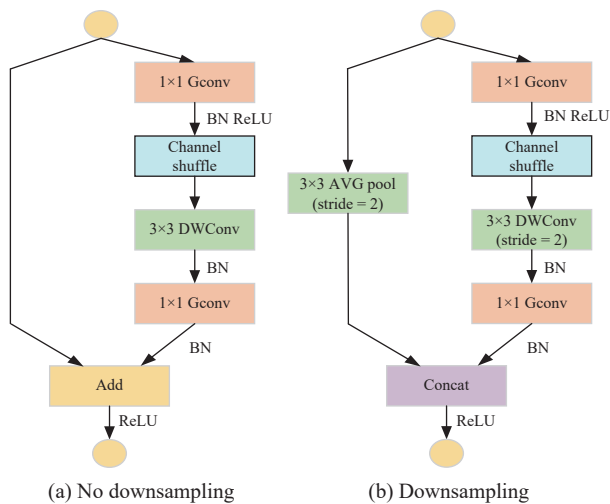 1×1 Gconv
BN ReLU
Channel
shuffle
3×3 DWConv
BN
1×1 Gconv
BN
Add
ReLU
(a) No downsampling
1×1 Gconv
BN ReLU
Channel
shuffle
3×3 AVG pool
(stride = 2)
3×3 DWConv
(stride = 2)
BN
1×1 Gconv
BN
Concat
ReLU
(b) Downsampling